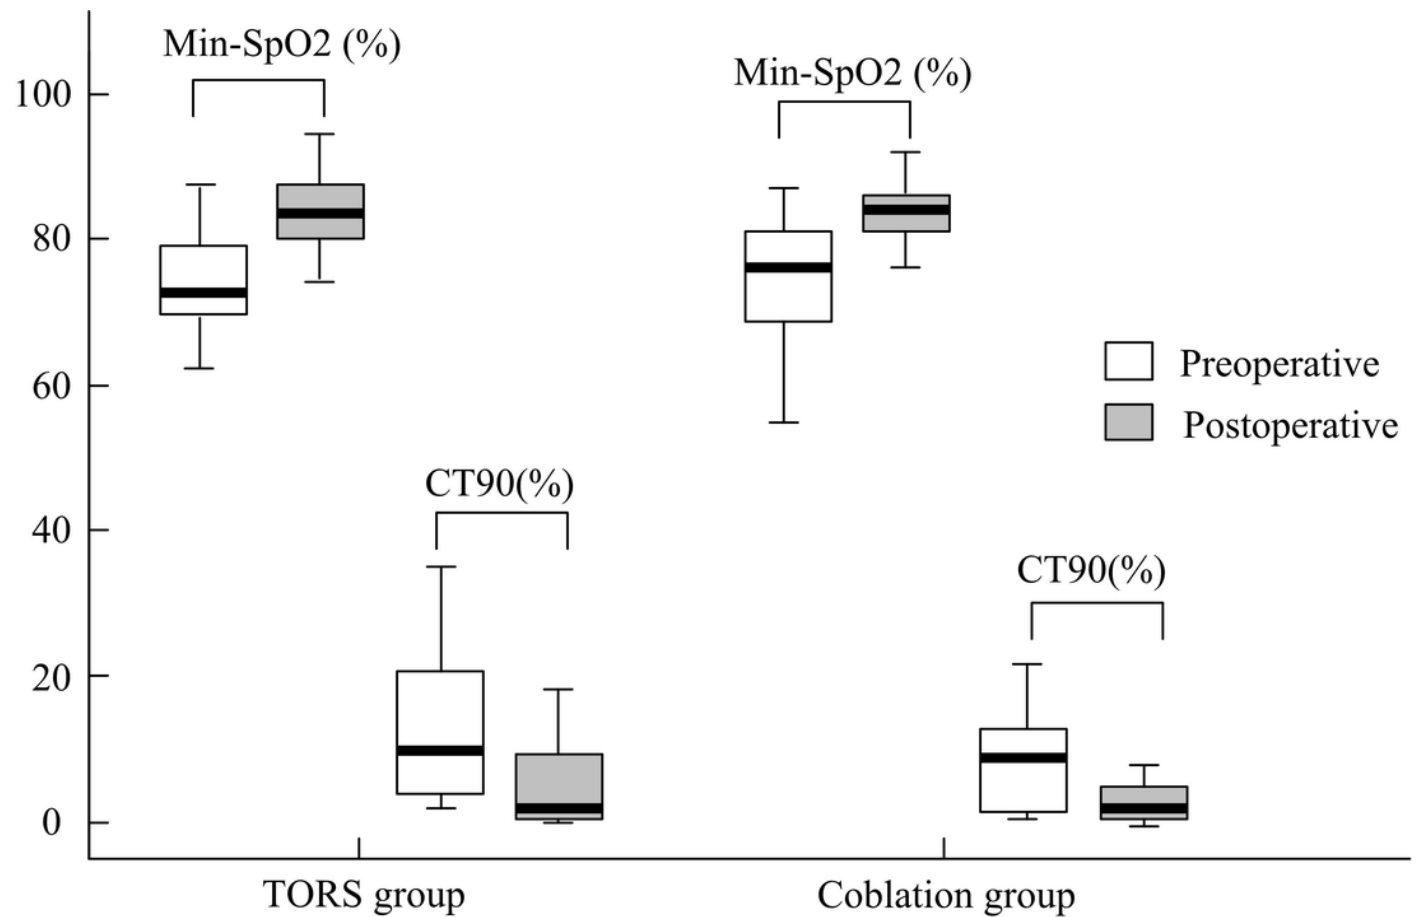 Min-SpO2 (%)
Min-SpO2 (%)
100
80
60
40
20
0
Preoperative
Postoperative
CT90(%)
CT90(%)
TORS group
Coblation group